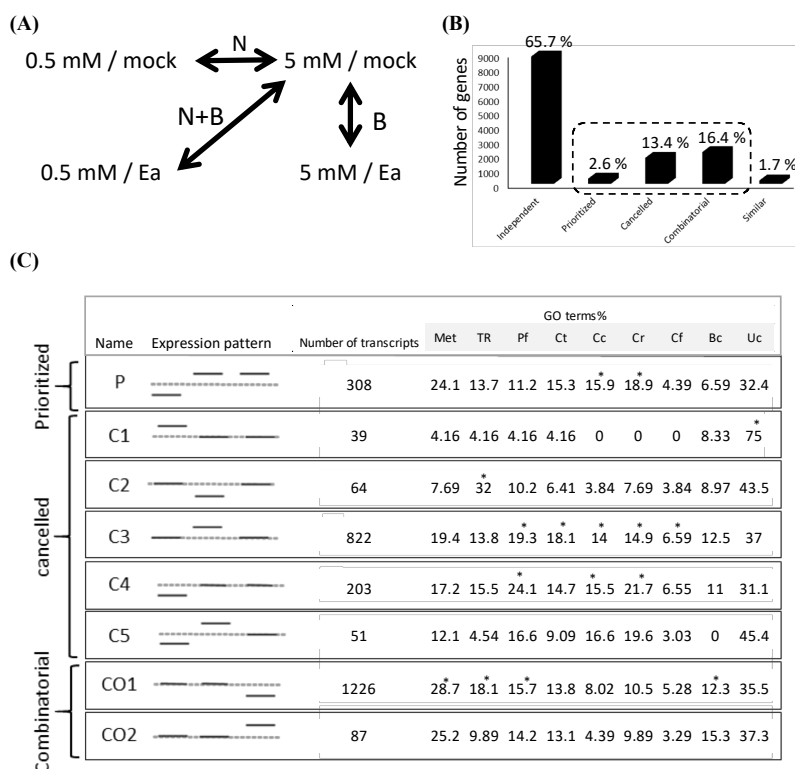 (A)
0.5 mM / mock N 5 mM / mock
N+B B
0.5 mM / Ea 5 mM / Ea
(B)
Number of genes
9000
8000
7000
6000
5000
4000
3000
2000
1000
0
65.7 %
2.6 %
13.4 %
16.4 %
1.7 %
Independent
Prioritized
Cancelled
Combinatorial
Similar
(C)
GO terms%
Name Expression pattern Number of transcripts Met TR Pf Ct Cc Cr Cf Bc Uc
Prioritized
P 308 24.1 13.7 11.2 15.3 15.9* 18.9* 4.39 6.59 32.4
cancelled
C1 39 4.16 4.16 4.16 4.16 0 0 0 8.33 75*
C2 64 7.69 32* 10.2 6.41 3.84 7.69 3.84 8.97 43.5
C3 822 19.4 13.8 19.3* 18.1* 14* 14.9* 6.59* 12.5 37
C4 203 17.2 15.5 24.1* 14.7 15.5* 21.7* 6.55 11 31.1
C5 51 12.1 4.54 16.6 9.09 16.6 19.6 3.03 0 45.4
Combinatorial
CO1 1226 28.7* 18.1* 15.7* 13.8 8.02 10.5 5.28 12.3* 35.5
CO2 87 25.2 9.89 14.2 13.1 4.39 9.89 3.29 15.3 37.3